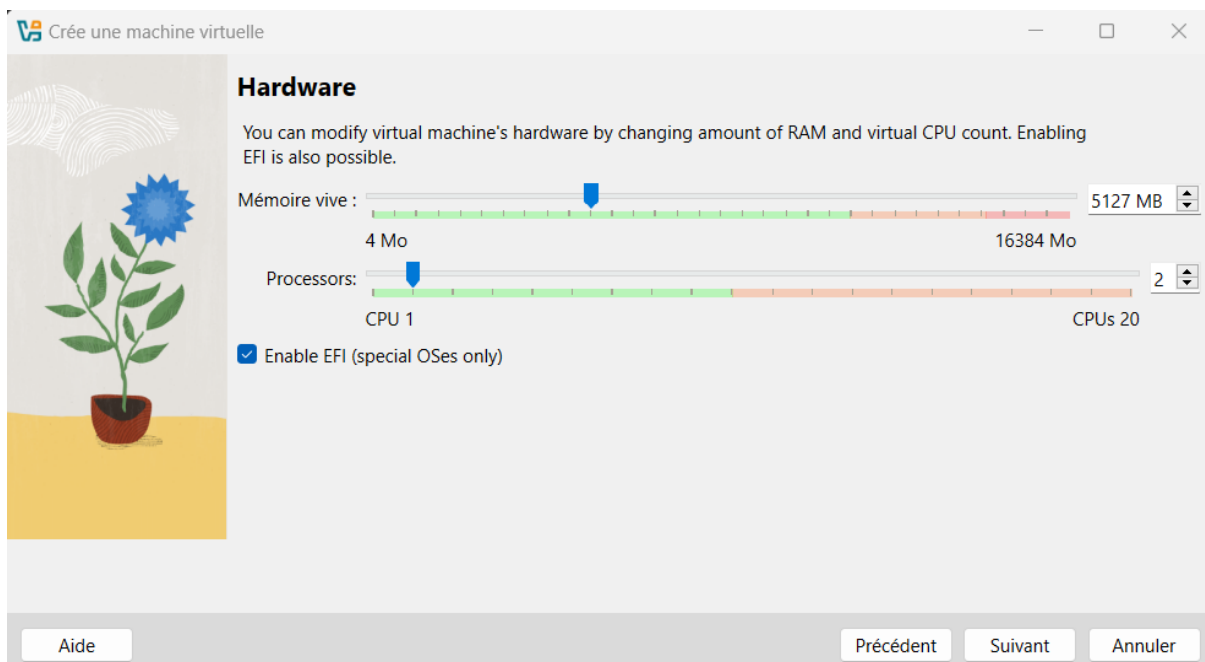 Crée une machine virtuelle
Hardware
You can modify virtual machine's hardware by changing amount of RAM and virtual CPU count. Enabling
EFI is also possible.
Mémoire vive : 5127 MB
4 Mo 16384 Mo
Processors: 2
CPU 1 CPUs 20
Enable EFI (special OSes only)
Aide Précédent Suivant Annuler